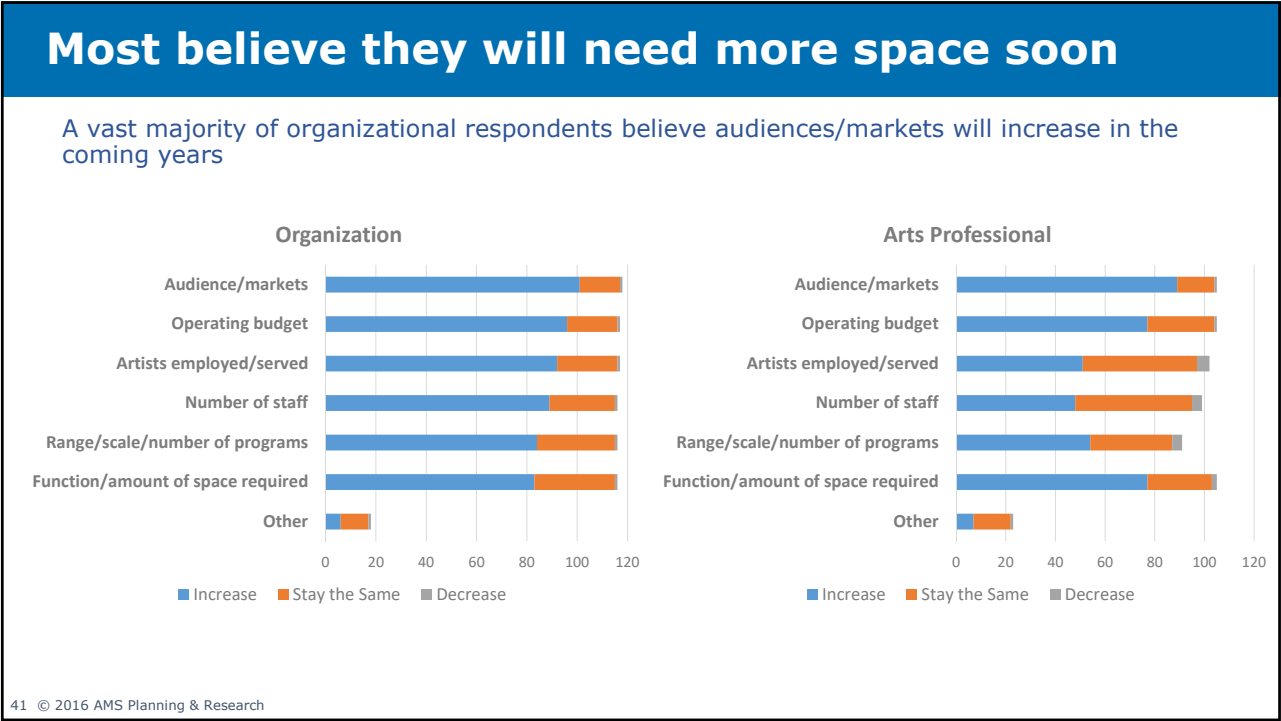 Most believe they will need more space soon
A vast majority of organizational respondents believe audiences/markets will increase in the
coming years
Organization
Audience/markets
Operating budget
Artists employed/served
Number of staff
Range/scale/number of programs
Function/amount of space required
Other
0 20 40 60 80 100 120
Increase Stay the Same Decrease
Arts Professional
Audience/markets
Operating budget
Artists employed/served
Number of staff
Range/scale/number of programs
Function/amount of space required
Other
0 20 40 60 80 100 120
Increase Stay the Same Decrease
41 © 2016 AMS Planning & Research